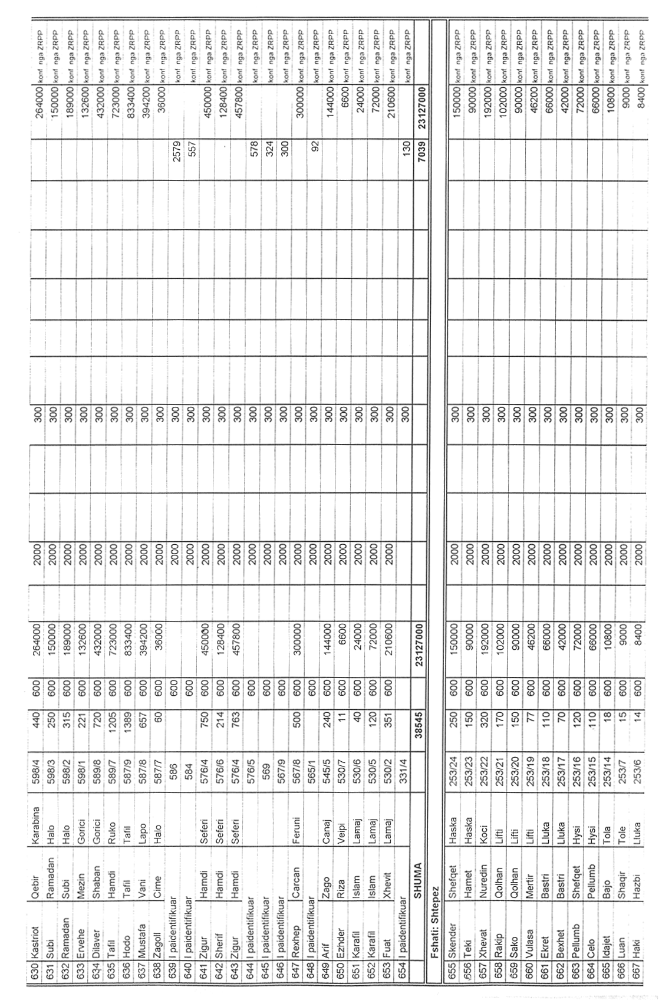 630 Kastriot Qebir Karabina 598/4 440 600 264000 2000 300 264000 konf nga ZRPP
631 Subi Ramadan Halo 598/3 250 600 150000 2000 300 150000 konf nga ZRPP
632 Ramadan Subi Halo 598/2 315 600 189000 2000 300 189000 konf nga ZRPP
633 Ervehe Mezin Gorici 598/1 221 600 132600 2000 300 132600 konf nga ZRPP
634 Dilaver Shaban Gorici 589/8 720 600 432000 2000 300 432000 konf nga ZRPP
635 Tafil Hamdi Ruko 589/7 1205 600 723000 2000 300 723000 konf nga ZRPP
636 Hodo Tafil Tafil 587/9 1389 600 833400 2000 300 833400 konf nga ZRPP
637 Mustafa Vani Lapo 587/8 657 600 394200 2000 300 394200 konf nga ZRPP
638 Zagoll Cime Halo 587/7 60 600 36000 2000 300 36000 konf nga ZRPP
639 I paidentifikuar 586 600 2000 300 2579 konf nga ZRPP
640 I paidentifikuar 584 600 2000 300 557 konf nga ZRPP
641 Zigur Hamdi Seferi 576/4 750 600 450000 2000 300 450000 konf nga ZRPP
642 Sherif Hamdi Seferi 576/6 214 600 128400 2000 300 128400 konf nga ZRPP
643 Zigur Hamdi Seferi 576/4 763 600 457800 2000 300 457800 konf nga ZRPP
644 I paidentifikuar 576/5 600 2000 300 578 konf nga ZRPP
645 I paidentifikuar 569 600 2000 300 324 konf nga ZRPP
646 I paidentifikuar 567/9 600 2000 300 300 konf nga ZRPP
647 Rexhep Carcan Feruni 567/8 500 600 300000 2000 300 300000 konf nga ZRPP
648 I paidentifikuar 565/1 600 2000 300 92 konf nga ZRPP
649 Arif Zago Canaj 545/5 240 600 144000 2000 300 144000 konf nga ZRPP
650 Ezhder Riza Veipi 530/7 11 600 6600 2000 300 6600 konf nga ZRPP
651 Karafil Islam Lamaj 530/6 40 600 24000 2000 300 24000 konf nga ZRPP
652 Karafil Islam Lamaj 530/5 120 600 72000 2000 300 72000 konf nga ZRPP
653 Fuat Xhevit Lamaj 530/2 351 600 210600 2000 300 210600 konf nga ZRPP
654 I paidentifikuar 331/4 300 130 konf nga ZRPP
SHUMA 38545 23127000 7039 23127000
Fshati: Shtepez
655 Skender Shefqet Haska 253/24 250 600 150000 2000 300 150000 konf nga ZRPP
656 Teki Hamet Haska 253/23 150 600 90000 2000 300 90000 konf nga ZRPP
657 Xhevat Nuredin Koci 253/22 320 600 192000 2000 300 192000 konf nga ZRPP
658 Rakip Qolhan Lifti 253/21 170 600 102000 2000 300 102000 konf nga ZRPP
659 Sako Qolhan Lifti 253/20 150 600 90000 2000 300 90000 konf nga ZRPP
660 Vulasa Mertir Lifti 253/19 77 600 46200 2000 300 46200 konf nga ZRPP
661 Ekret Bastri Lluka 253/18 110 600 66000 2000 300 66000 konf nga ZRPP
662 Bexhet Bastri Lluka 253/17 70 600 42000 2000 300 42000 konf nga ZRPP
663 Pellumb Shefqet Hysi 253/16 120 600 72000 2000 300 72000 konf nga ZRPP
664 Celo Pellumb Hysi 253/15 110 600 66000 2000 300 66000 konf nga ZRPP
665 Idajet Bajo Tola 253/14 18 600 10800 2000 300 10800 konf nga ZRPP
666 Luan Shaqir Tole 253/7 15 600 9000 2000 300 9000 konf nga ZRPP
667 Haki Hazbi Lluka 253/6 14 600 8400 2000 300 8400 konf nga ZRPP